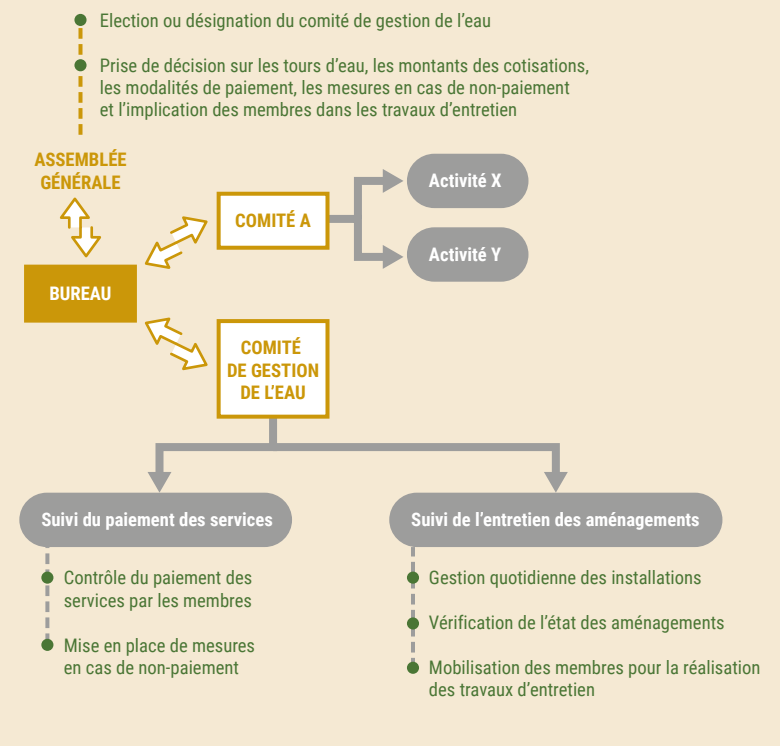 Election ou désignation du comité de gestion de l'eau
Prise de décision sur les tours d'eau, les montants des cotisations,
les modalités de paiement, les mesures en cas de non-paiement
et l'implication des membres dans les travaux d'entretien
ASSEMBLÉE
GÉNÉRALE
BUREAU
COMITÉ A
Activité X
Activité Y
COMITÉ
DE GESTION
DE L'EAU
Suivi du paiement des services
Contrôle du paiement des
services par les membres
Mise en place de mesures
en cas de non-paiement
Suivi de l'entretien des aménagements
Gestion quotidienne des installations
Vérification de l'état des aménagements
Mobilisation des membres pour la réalisation
des travaux d'entretien